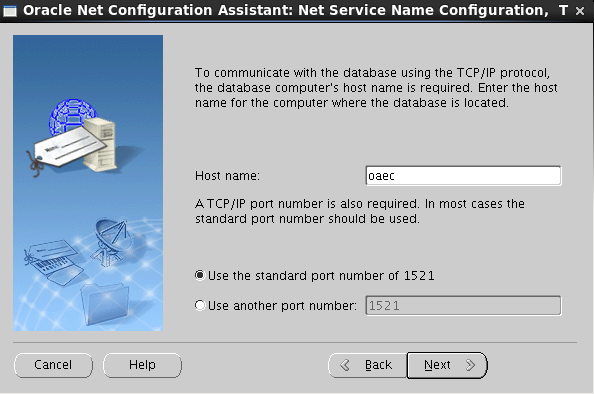 Oracle Net Configuration Assistant: Net Service Name Configuration, T
To communicate with the database using the TCP/IP protocol,
the database computer's host name is required. Enter the host
name for the computer where the database is located.
Host name: oaec
A TCP/IP port number is also required. In most cases the
standard port number should be used.
Use the standard port number of 1521
Use another port number: 1521
Cancel Help Back Next